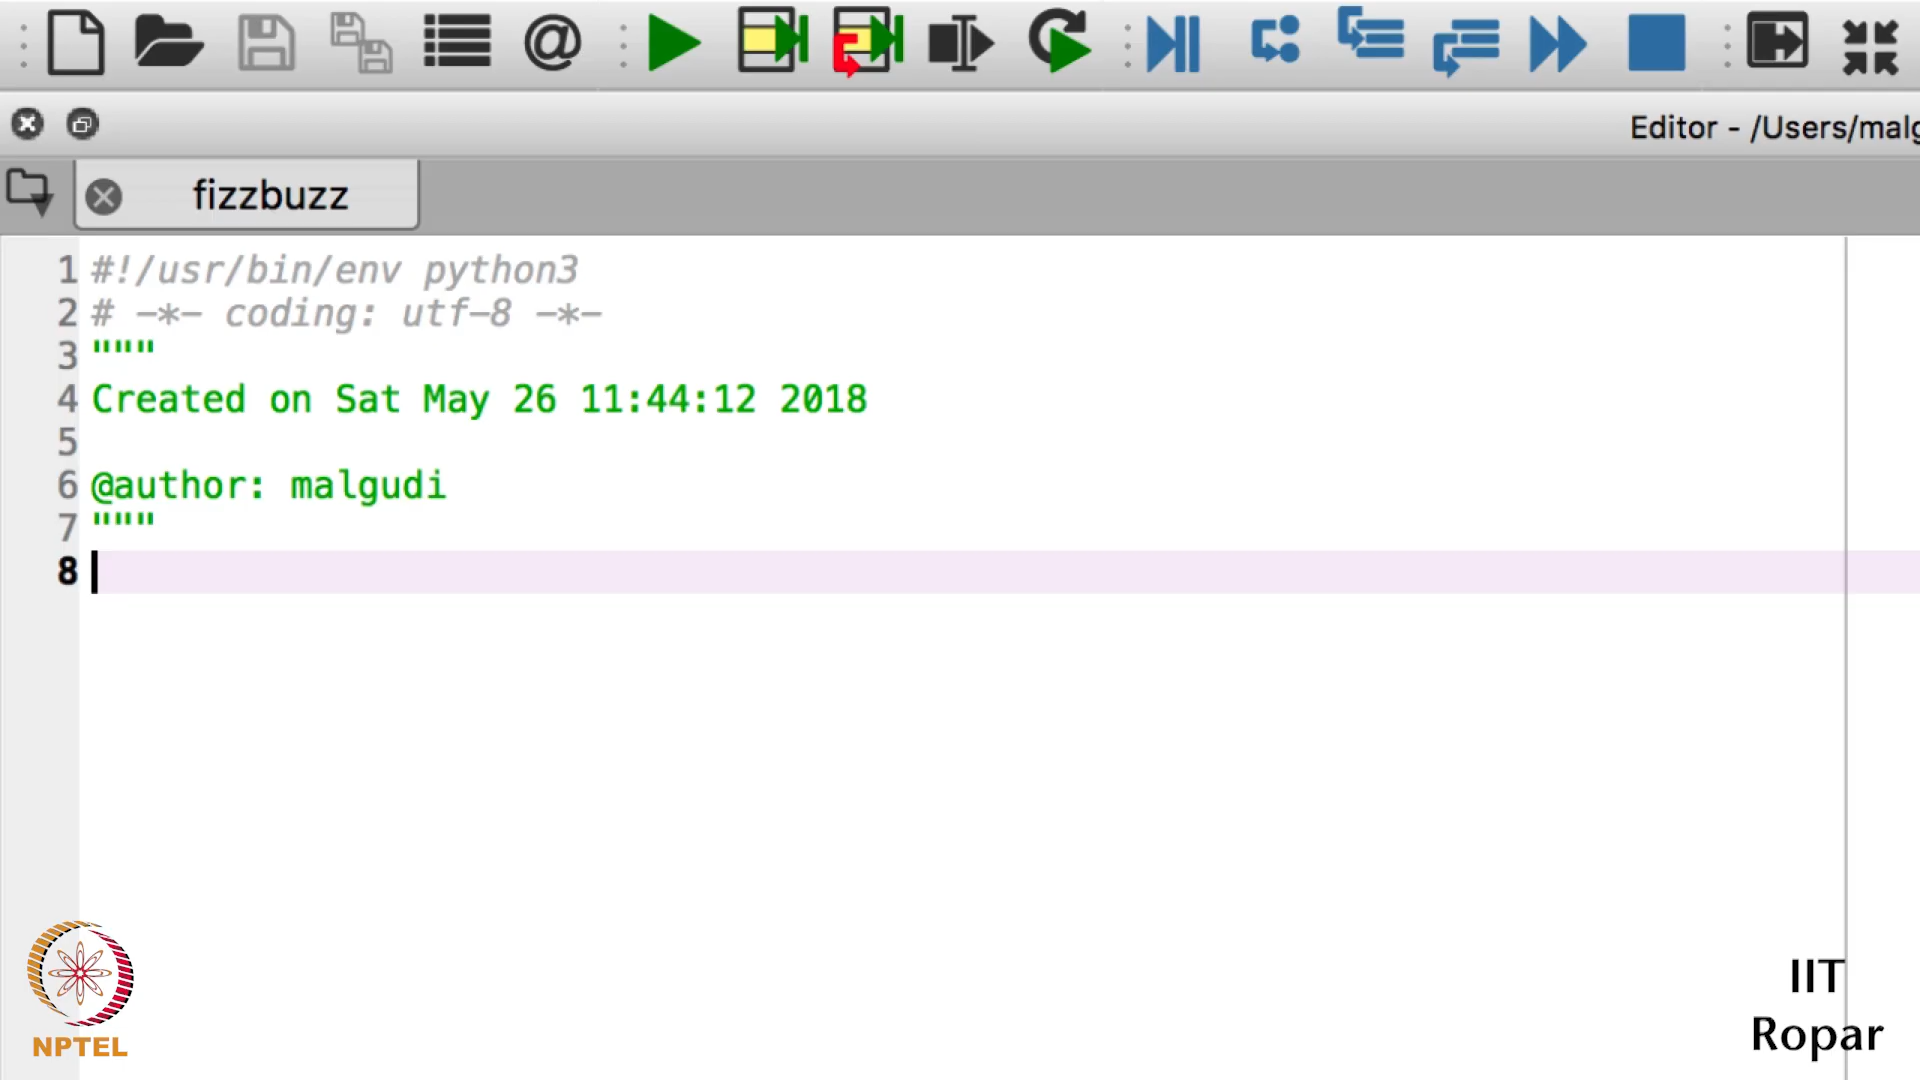 Editor - /Users/malg
fizzbuzz
1 #!/usr/bin/env python3
2 # -*- coding: utf-8 -*-
3 """
4 Created on Sat May 26 11:44:12 2018
5
6 @author: malgudi
7 """
8
NPTEL
IIT
Ropar